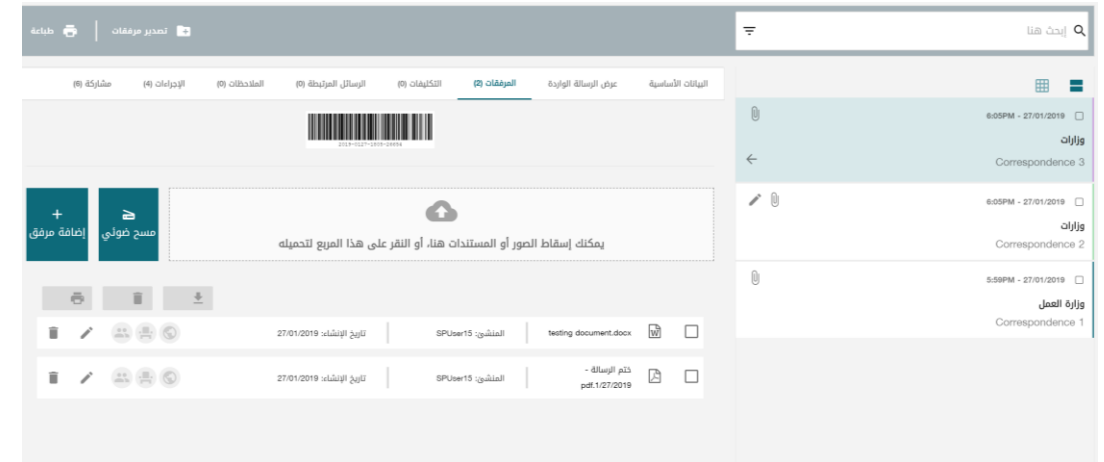 إبحث هنا
تصدير مرفقات
طباعة
6:05PM - 27/01/2019
وزارات
Correspondence 3
6:05PM - 27/01/2019
وزارات
Correspondence 2
5:59PM - 27/01/2019
وزارة العمل
Correspondence 1
البيانات الأساسية
عرض الرسالة الواردة
المرفقات (2)
التكليفات (0)
الرسائل المرتبطة (0)
الملاحظات (0)
الإجراءات (4)
مشاركة (6)
2019-0127-1805-28656
يمكنك إسقاط الصور أو المستندات هنا، أو النقر على هذا المربع لتحميله
مسح ضوئي
إضافة مرفق
testing document.docx
المنشئ: SPUser15
تاريخ الإنشاء: 27/01/2019
ختم الرسالة -
pdf.1/27/2019
المنشئ: SPUser15
تاريخ الإنشاء: 27/01/2019